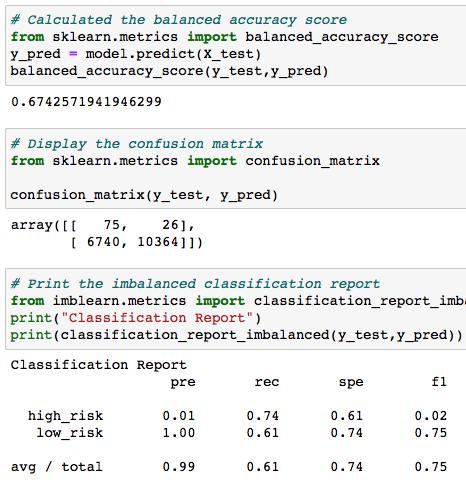 # Calculated the balanced accuracy score
from sklearn.metrics import balanced_accuracy_score
y_pred = model.predict(X_test)
balanced_accuracy_score(y_test,y_pred)
0.6742571941946299
# Display the confusion matrix
from sklearn.metrics import confusion_matrix
confusion_matrix(y_test, y_pred)
array([[   75,    26],
       [ 6740, 10364]])
# Print the imbalanced classification report
from imblearn.metrics import classification_report_imba
print("Classification Report")
print(classification_report_imbalanced(y_test,y_pred))
Classification Report
                   pre       rec       spe        f1
  high_risk       0.01      0.74      0.61      0.02
   low_risk       1.00      0.61      0.74      0.75
avg / total       0.99      0.61      0.74      0.75